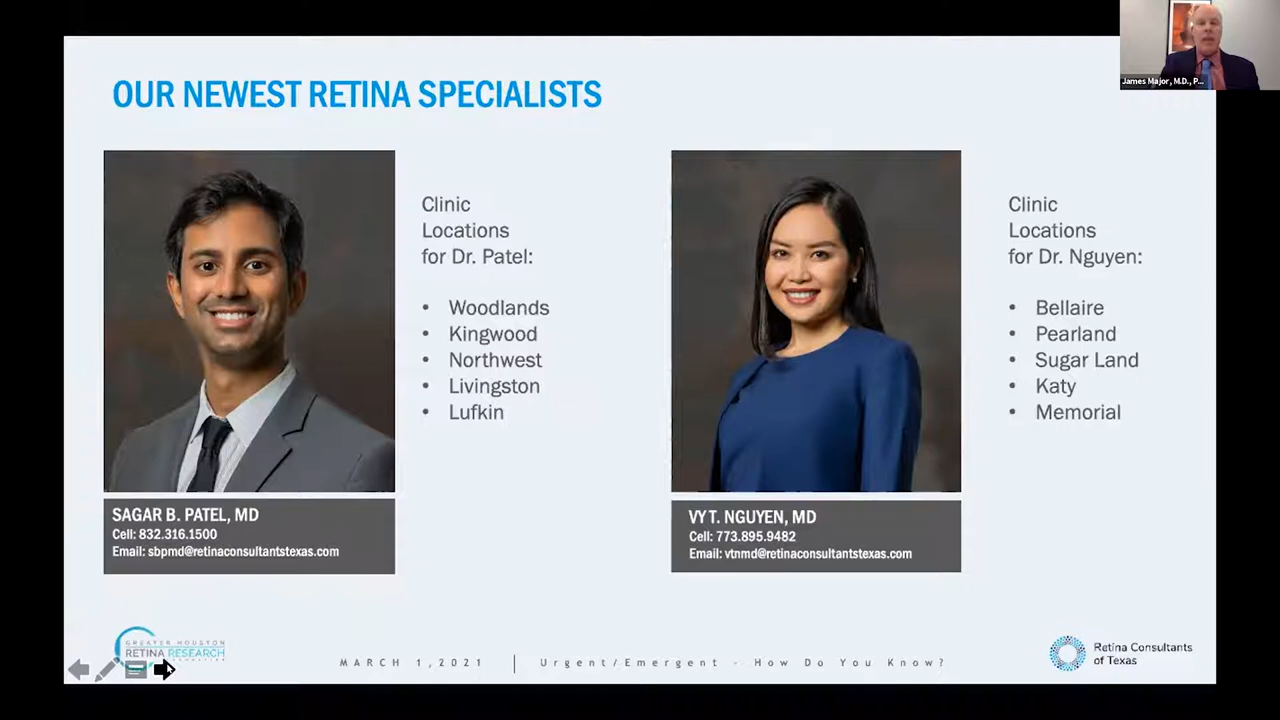 James Major, M.D., P...
OUR NEWEST RETINA SPECIALISTS
Clinic
Locations
for Dr. Patel:
• Woodlands
• Kingwood
• Northwest
• Livingston
• Lufkin
SAGAR B. PATEL, MD
Cell: 832.316.1500
Email: sbpmd@retinaconsultantstexas.com
Clinic
Locations
for Dr. Nguyen:
• Bellaire
• Pearland
• Sugar Land
• Katy
• Memorial
VY T. NGUYEN, MD
Cell: 773.895.9482
Email: vtnmd@retinaconsultantstexas.com
GREATER HOUSTON
RETINA RESEARCH
MARCH 1, 2021 | Urgent/Emergent - How Do You Know?
Retina Consultants
of Texas